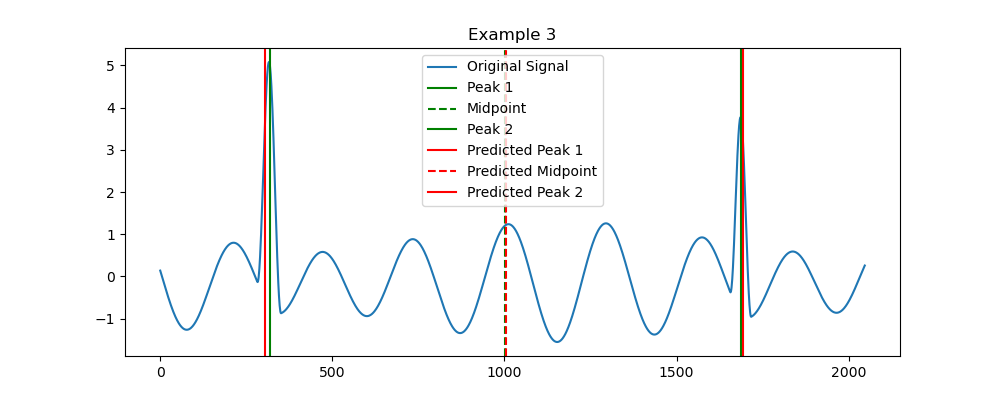 Example 3
5
4
3
2
1
0
−1
Original Signal
Peak 1
Midpoint
Peak 2
Predicted Peak 1
Predicted Midpoint
Predicted Peak 2
0
500
1000
1500
2000